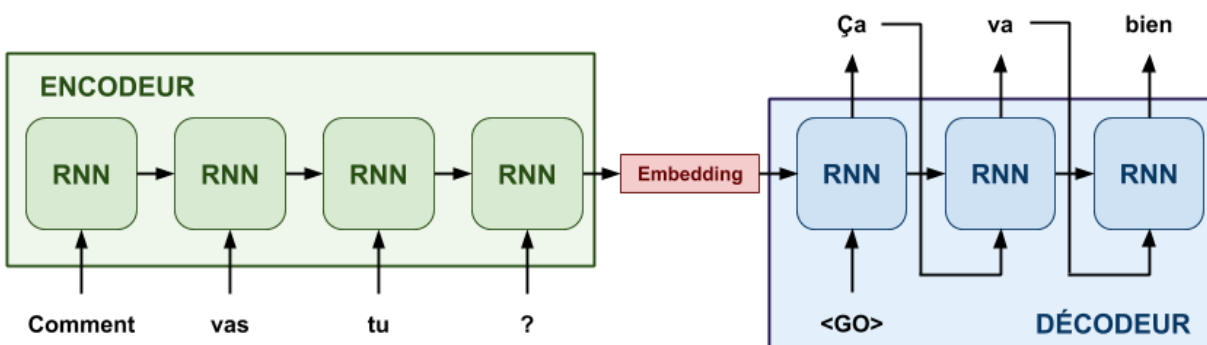 Ça va bien
ENCODEUR
RNN RNN RNN RNN Embedding RNN RNN RNN
Comment vas tu ? <GO>
DÉCODEUR